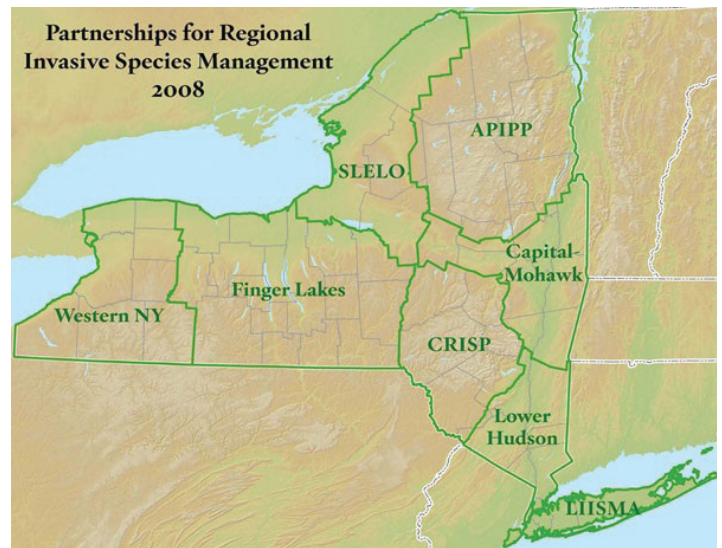 Partnerships for Regional
Invasive Species Management
2008
APIPP
SLELO
Capital-
Mohawk
Finger Lakes
Western NY
CRISP
Lower
Hudson
LIISMA